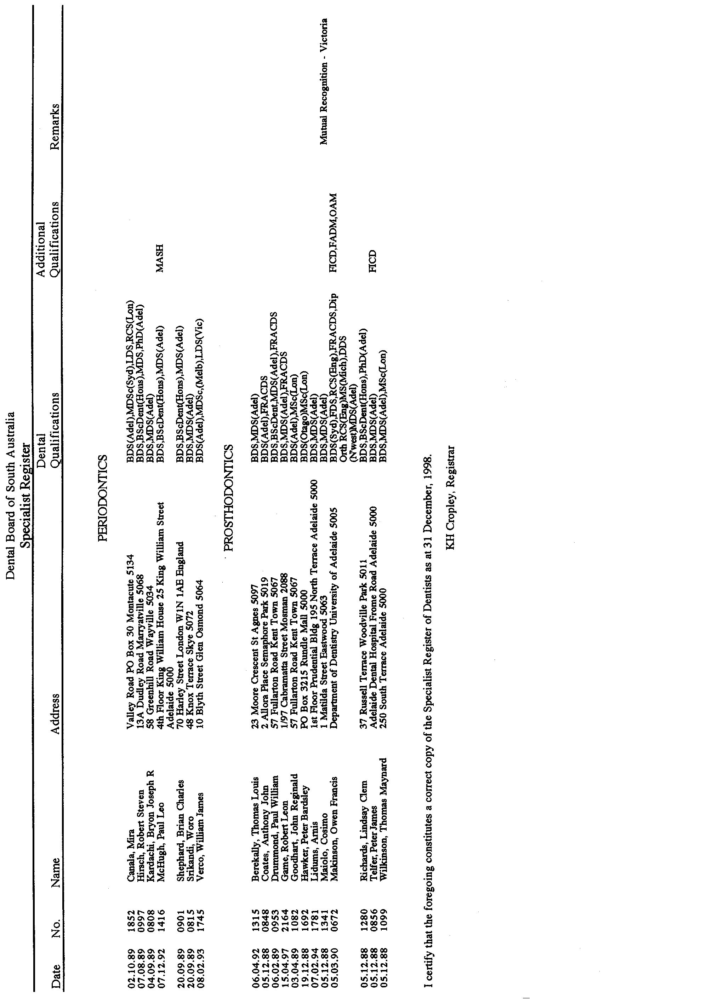 Dental Board of South Australia
Specialist Register
Dental Additional
Date No. Name Address Qualifications Qualifications Remarks
PERIODONTICS
02.10.89 1852 Canala, Mira Valley Road PO Box 30 Montacute 5134 BDS(Adel),MDSc(Syd),LDS,RCS(Lon)
07.08.89 0997 Hirsch, Robert Steven 13A Dudley Road Marryatville 5068 BDS,BScDent(Hons),MDS,PhD(Adel)
04.09.89 0808 Kardachi, Bryon Joseph R 58 Greenhill Road Wayville 5034 BDS,MDS(Adel)
07.12.92 1416 McHugh, Paul Leo 4th Floor King William House 25 King William Street BDS,BScDent(Hons),MDS(Adel) MASH
Adelaide 5000
20.09.89 0901 Shephard, Brian Charles 70 Harley Street London W1N 1AE England BDS,BScDent(Hons),MDS(Adel)
20.09.89 0815 Srikandi, Woro 48 Knox Terrace Skye 5072 BDS,MDS(Adel)
08.02.93 1745 Verco, William James 10 Blyth Street Glen Osmond 5064 BDS(Adel),MDSc,(Melb),LDS(Vic)
PROSTHODONTICS
06.04.92 1315 Berekally, Thomas Louis 23 Moore Crescent St Agnes 5097 BDS,MDS(Adel)
05.12.88 0848 Coates, Anthony John 2 Allora Place Semaphore Park 5019 BDS(Adel),FRACDS
06.02.89 0953 Drummond, Paul William 57 Fullarton Road Kent Town 5067 BDS,BScDent,MDS(Adel),FRACDS
15.04.97 2164 Game, Robert Leon 1/97 Cabramatta Street Mosman 2088 BDS,MDS(Adel),FRACDS
03.04.89 1082 Goodhart, John Reginald 57 Fullarton Road Kent Town 5067 BDS(Adel),MSc(Lon)
19.12.88 1692 Hawker, Peter Bardsley PO Box 3215 Rundle Mall 5000 BDS(Otago)MSc(Lon)
07.02.94 1781 Lidums, Arnis 1st Floor Prudential Bldg 195 North Terrace Adelaide 5000 BDS,MDS(Adel)
05.12.88 1341 Maiolo, Cosimo 1 Matilda Street Eastwood 5063 BDS,MDS(Adel) Mutual Recognition - Victoria
05.03.90 0672 Makinson, Owen Francis Department of Dentistry University of Adelaide 5005 BDS(Syd),FDS,RCS(Eng),FRACDS,Dip FICD,FADM,OAM
Orth RCS(Eng)MS(Mich),DDS
(N'west)MDS(Adel)
05.12.88 1280 Richards, Lindsay Clem 37 Russell Terrace Woodville Park 5011 BDS,BScDent(Hons),PhD(Adel)
05.12.88 0856 Telfer, Peter James Adelaide Dental Hospital Frome Road Adelaide 5000 BDS,MDS(Adel) FICD
05.12.88 1099 Wilkinson, Thomas Maynard 250 South Terrace Adelaide 5000 BDS,MDS(Adel),MSc(Lon)
I certify that the foregoing constitutes a correct copy of the Specialist Register of Dentists as at 31 December, 1998.
KH Cropley, Registrar